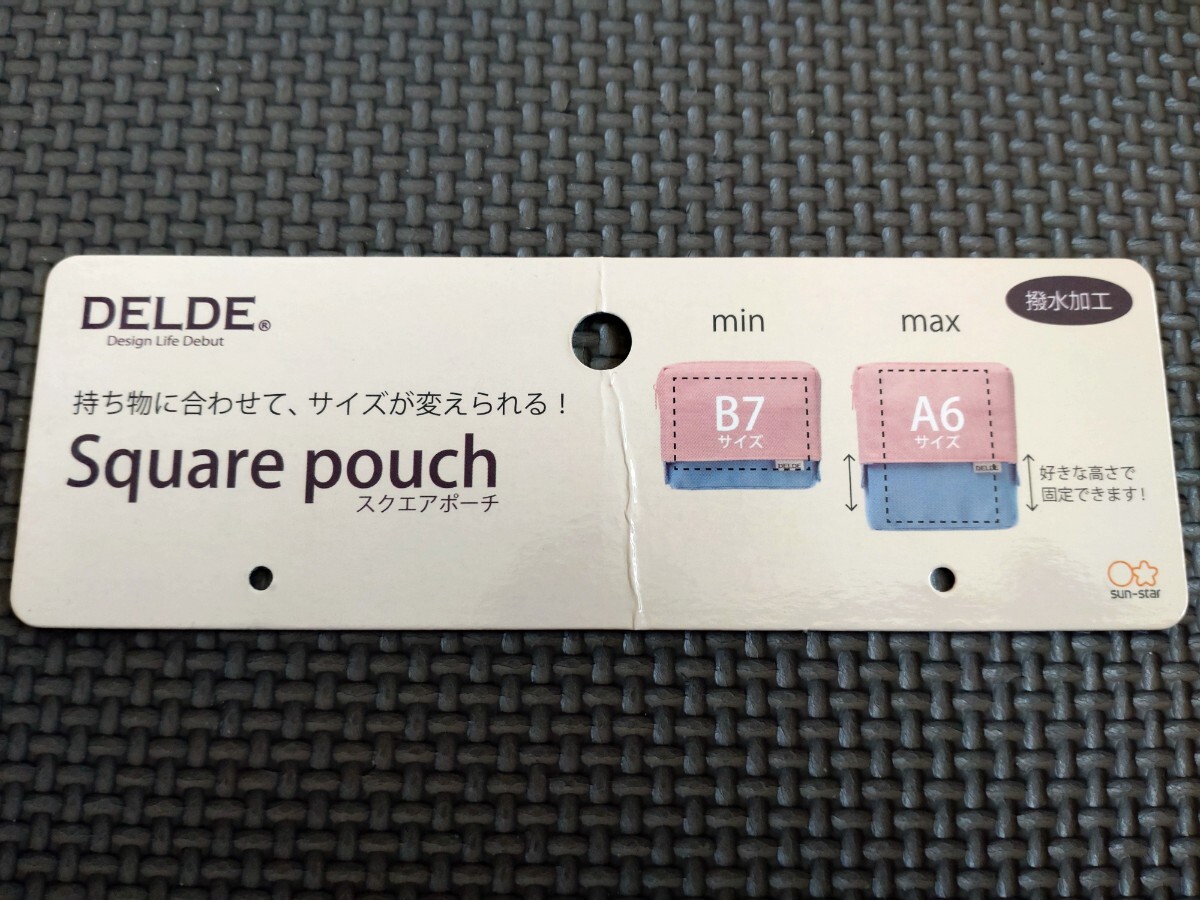 DELDE®
Design Life Debut
持ち物に合わせて、サイズが変えられる！
Square pouch
スクエアポーチ
min
max
撥水加工
B7
サイズ
DELDE
A6
サイズ
DELDE
好きな高さで
固定できます！
sun-star